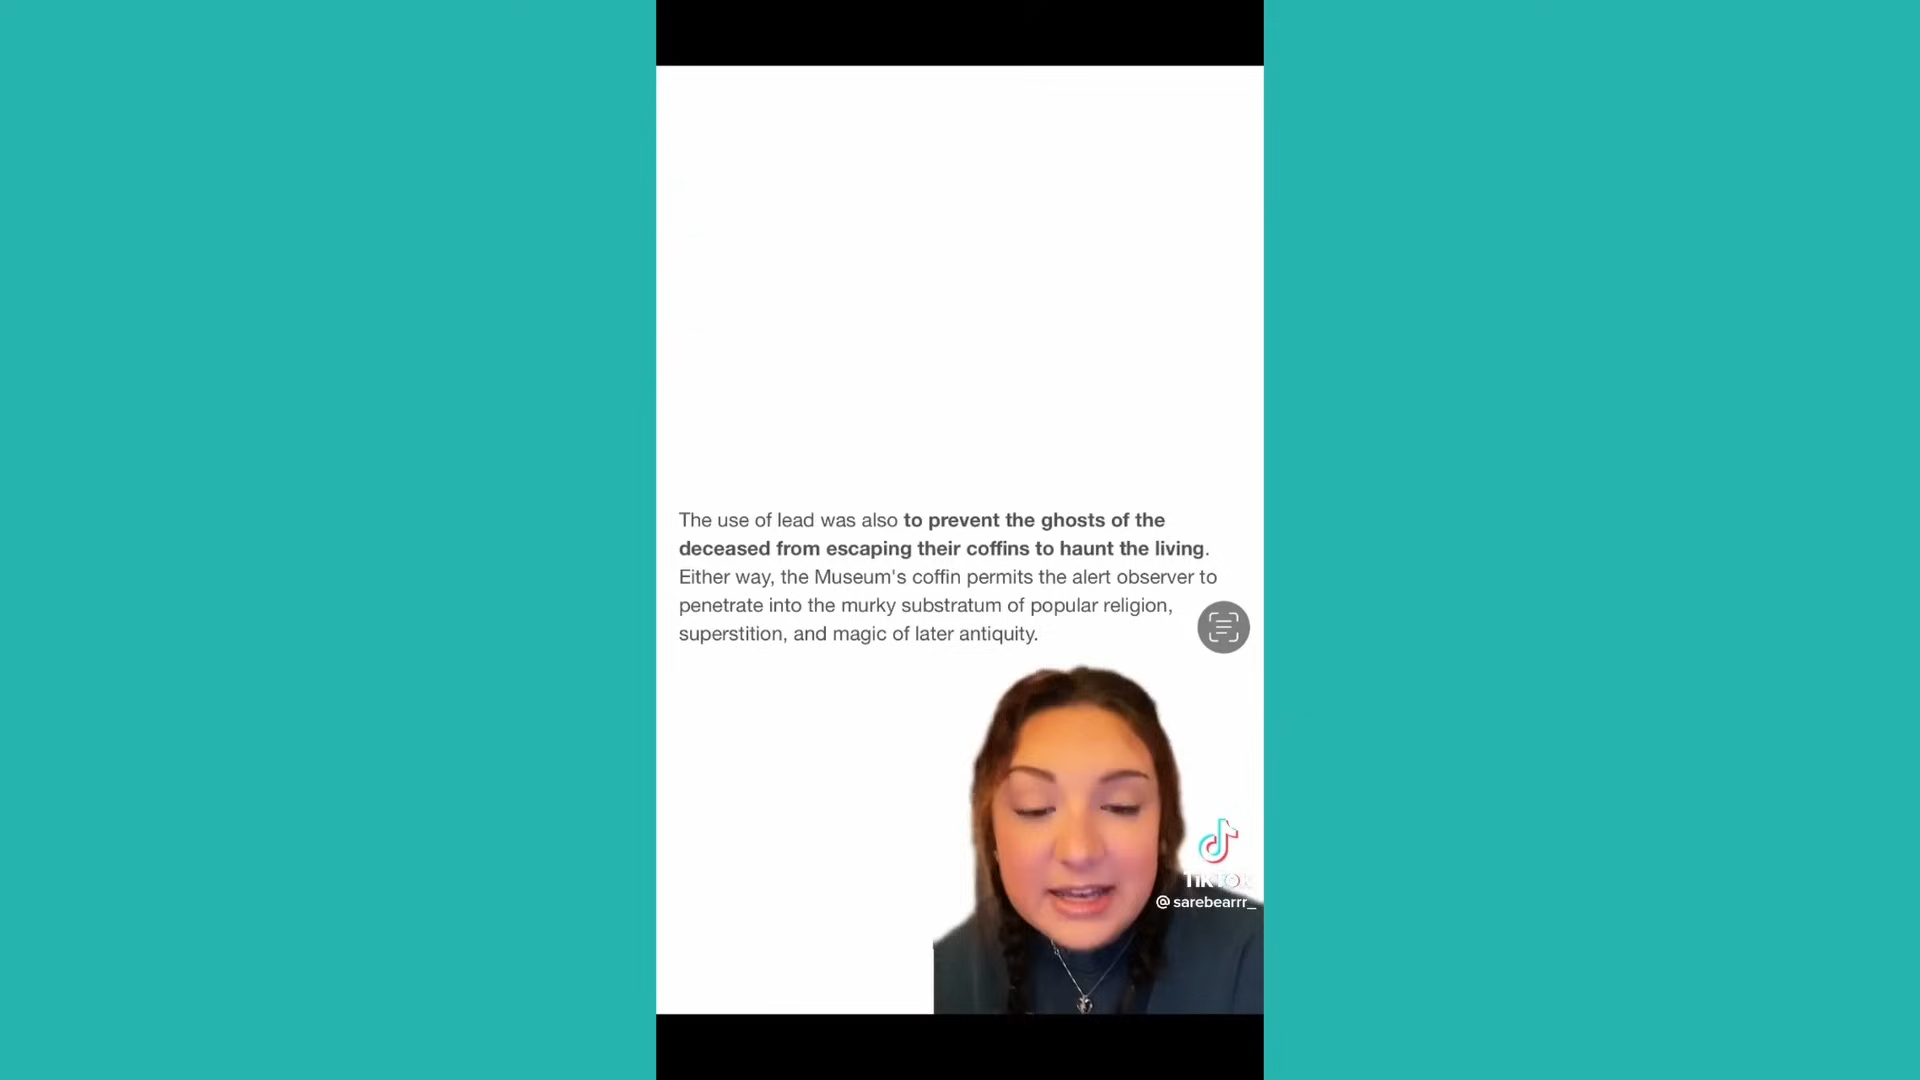 The use of lead was also to prevent the ghosts of the
deceased from escaping their coffins to haunt the living.
Either way, the Museum's coffin permits the alert observer to
penetrate into the murky substratum of popular religion,
superstition, and magic of later antiquity.
TikTok
@sarebearrr_